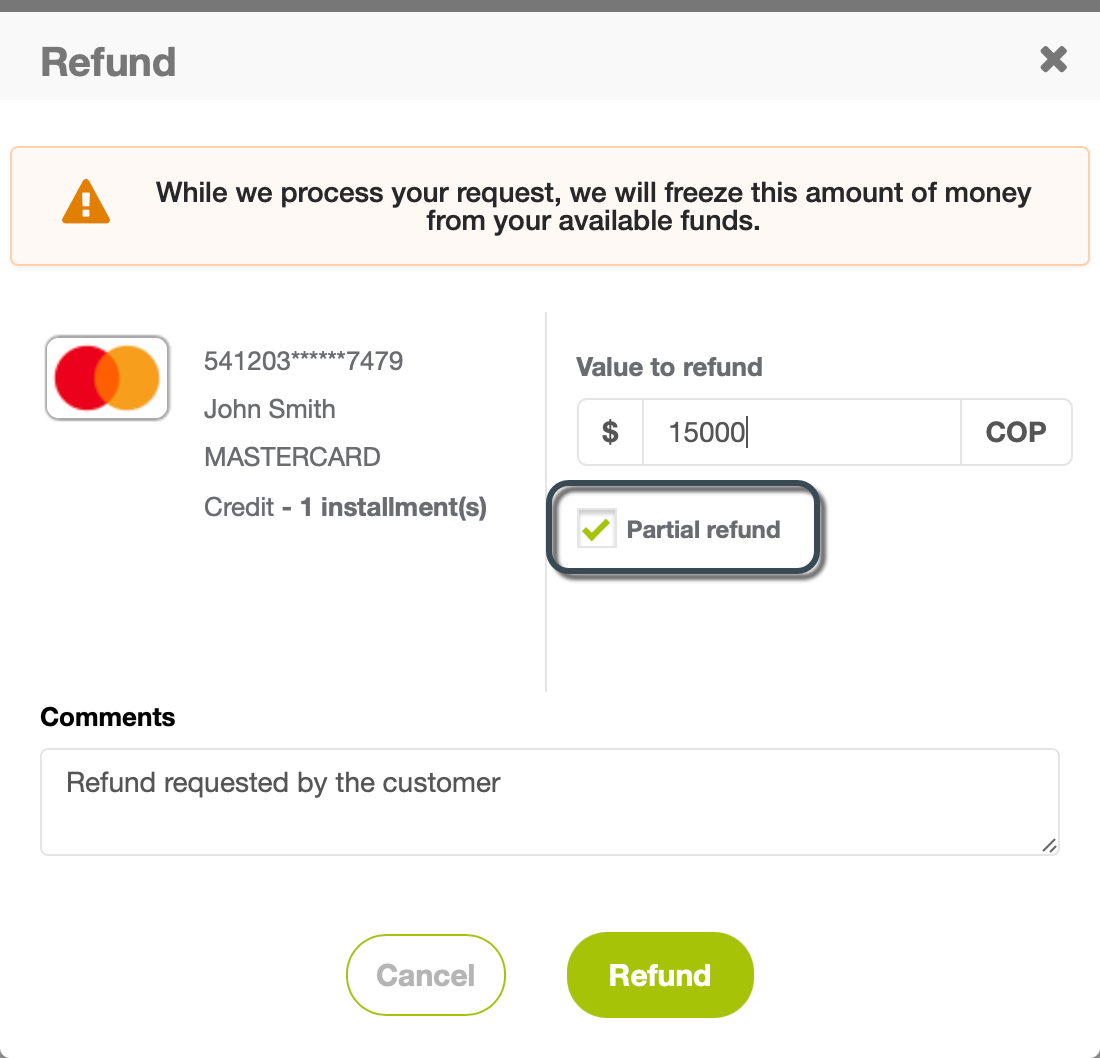 Refund
While we process your request, we will freeze this amount of money
from your available funds.
541203******7479
John Smith
MASTERCARD
Credit - 1 installment(s)
Value to refund
$ 15000 COP
Partial refund
Comments
Refund requested by the customer
Cancel
Refund